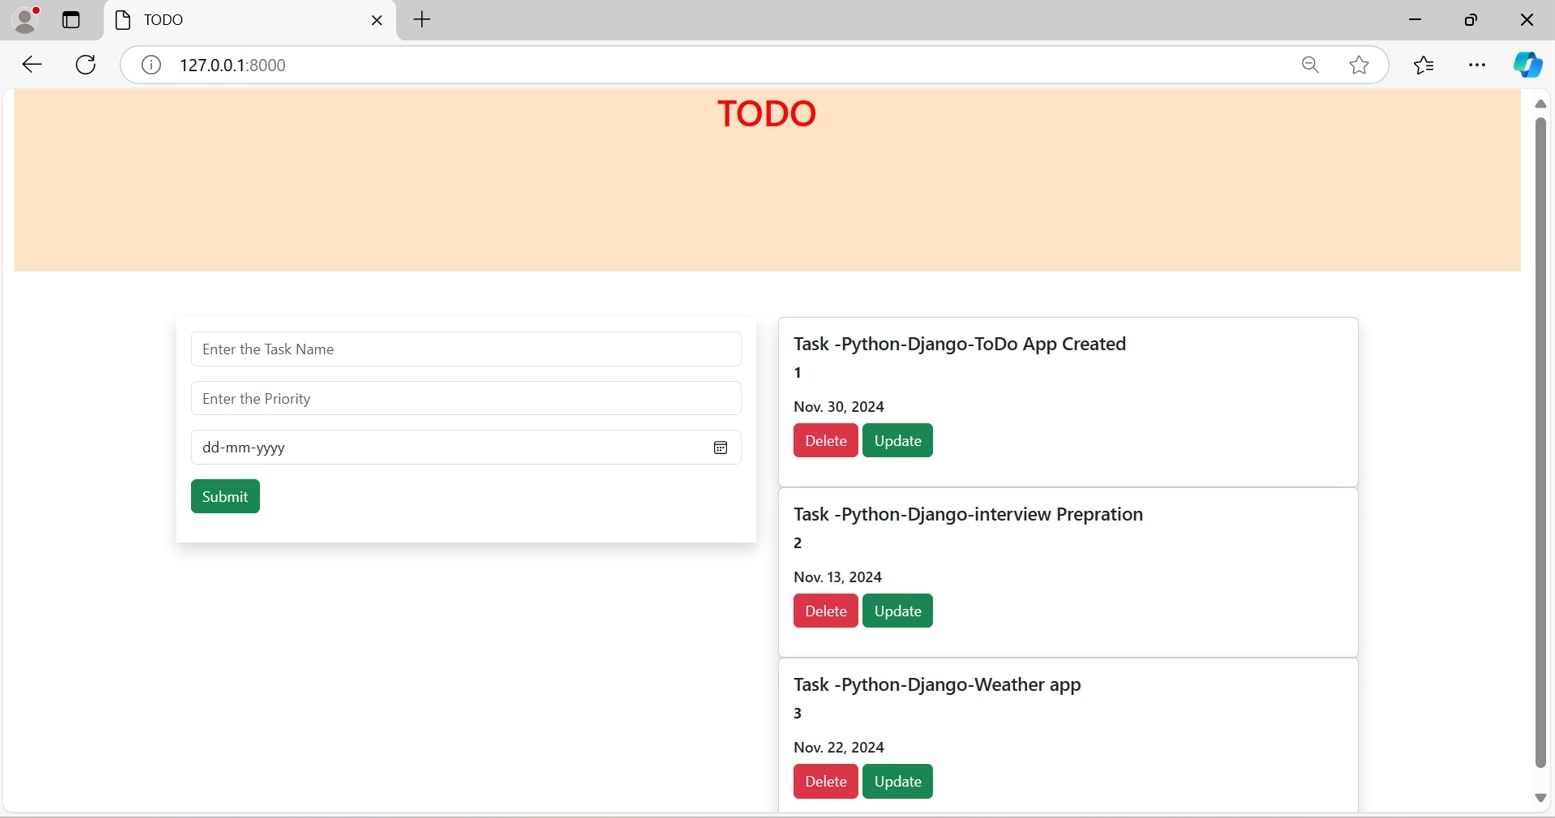 TODO
127.0.0.1:8000
TODO
Enter the Task Name
Enter the Priority
dd-mm-yyyy
Submit
Task -Python-Django-ToDo App Created
1
Nov. 30, 2024
Delete Update
Task -Python-Django-interview Prepration
2
Nov. 13, 2024
Delete Update
Task -Python-Django-Weather app
3
Nov. 22, 2024
Delete Update